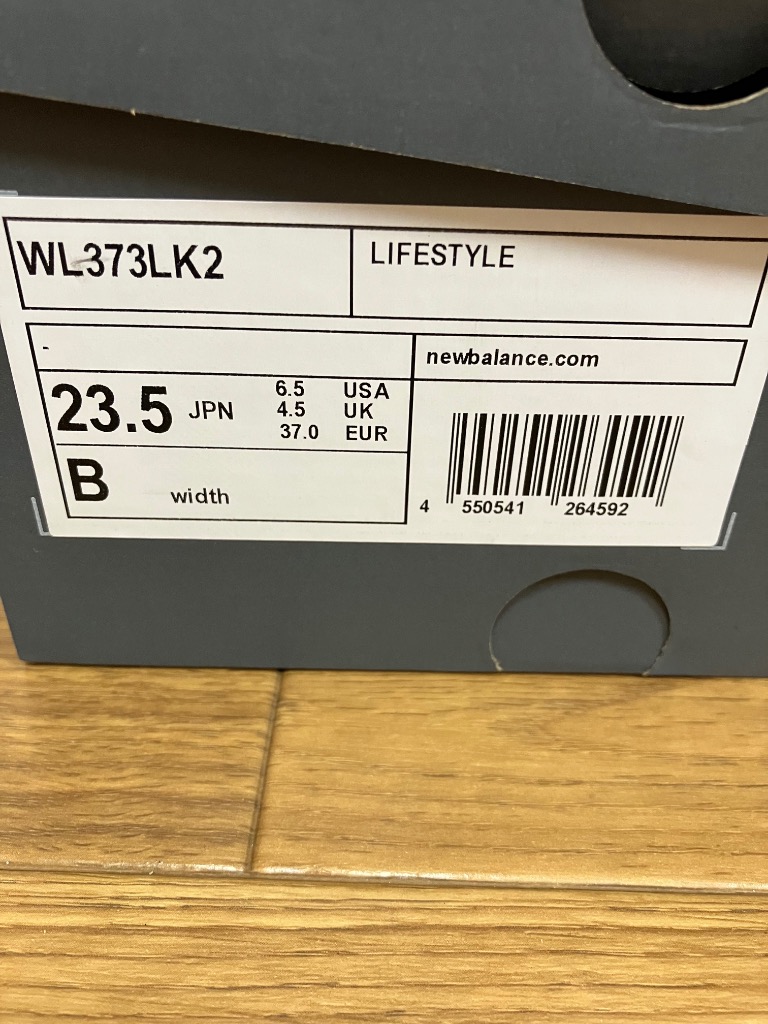 WL373LK2
LIFESTYLE
-
newbalance.com
23.5 JPN
6.5 USA
4.5 UK
37.0 EUR
B width
4 550541 264592